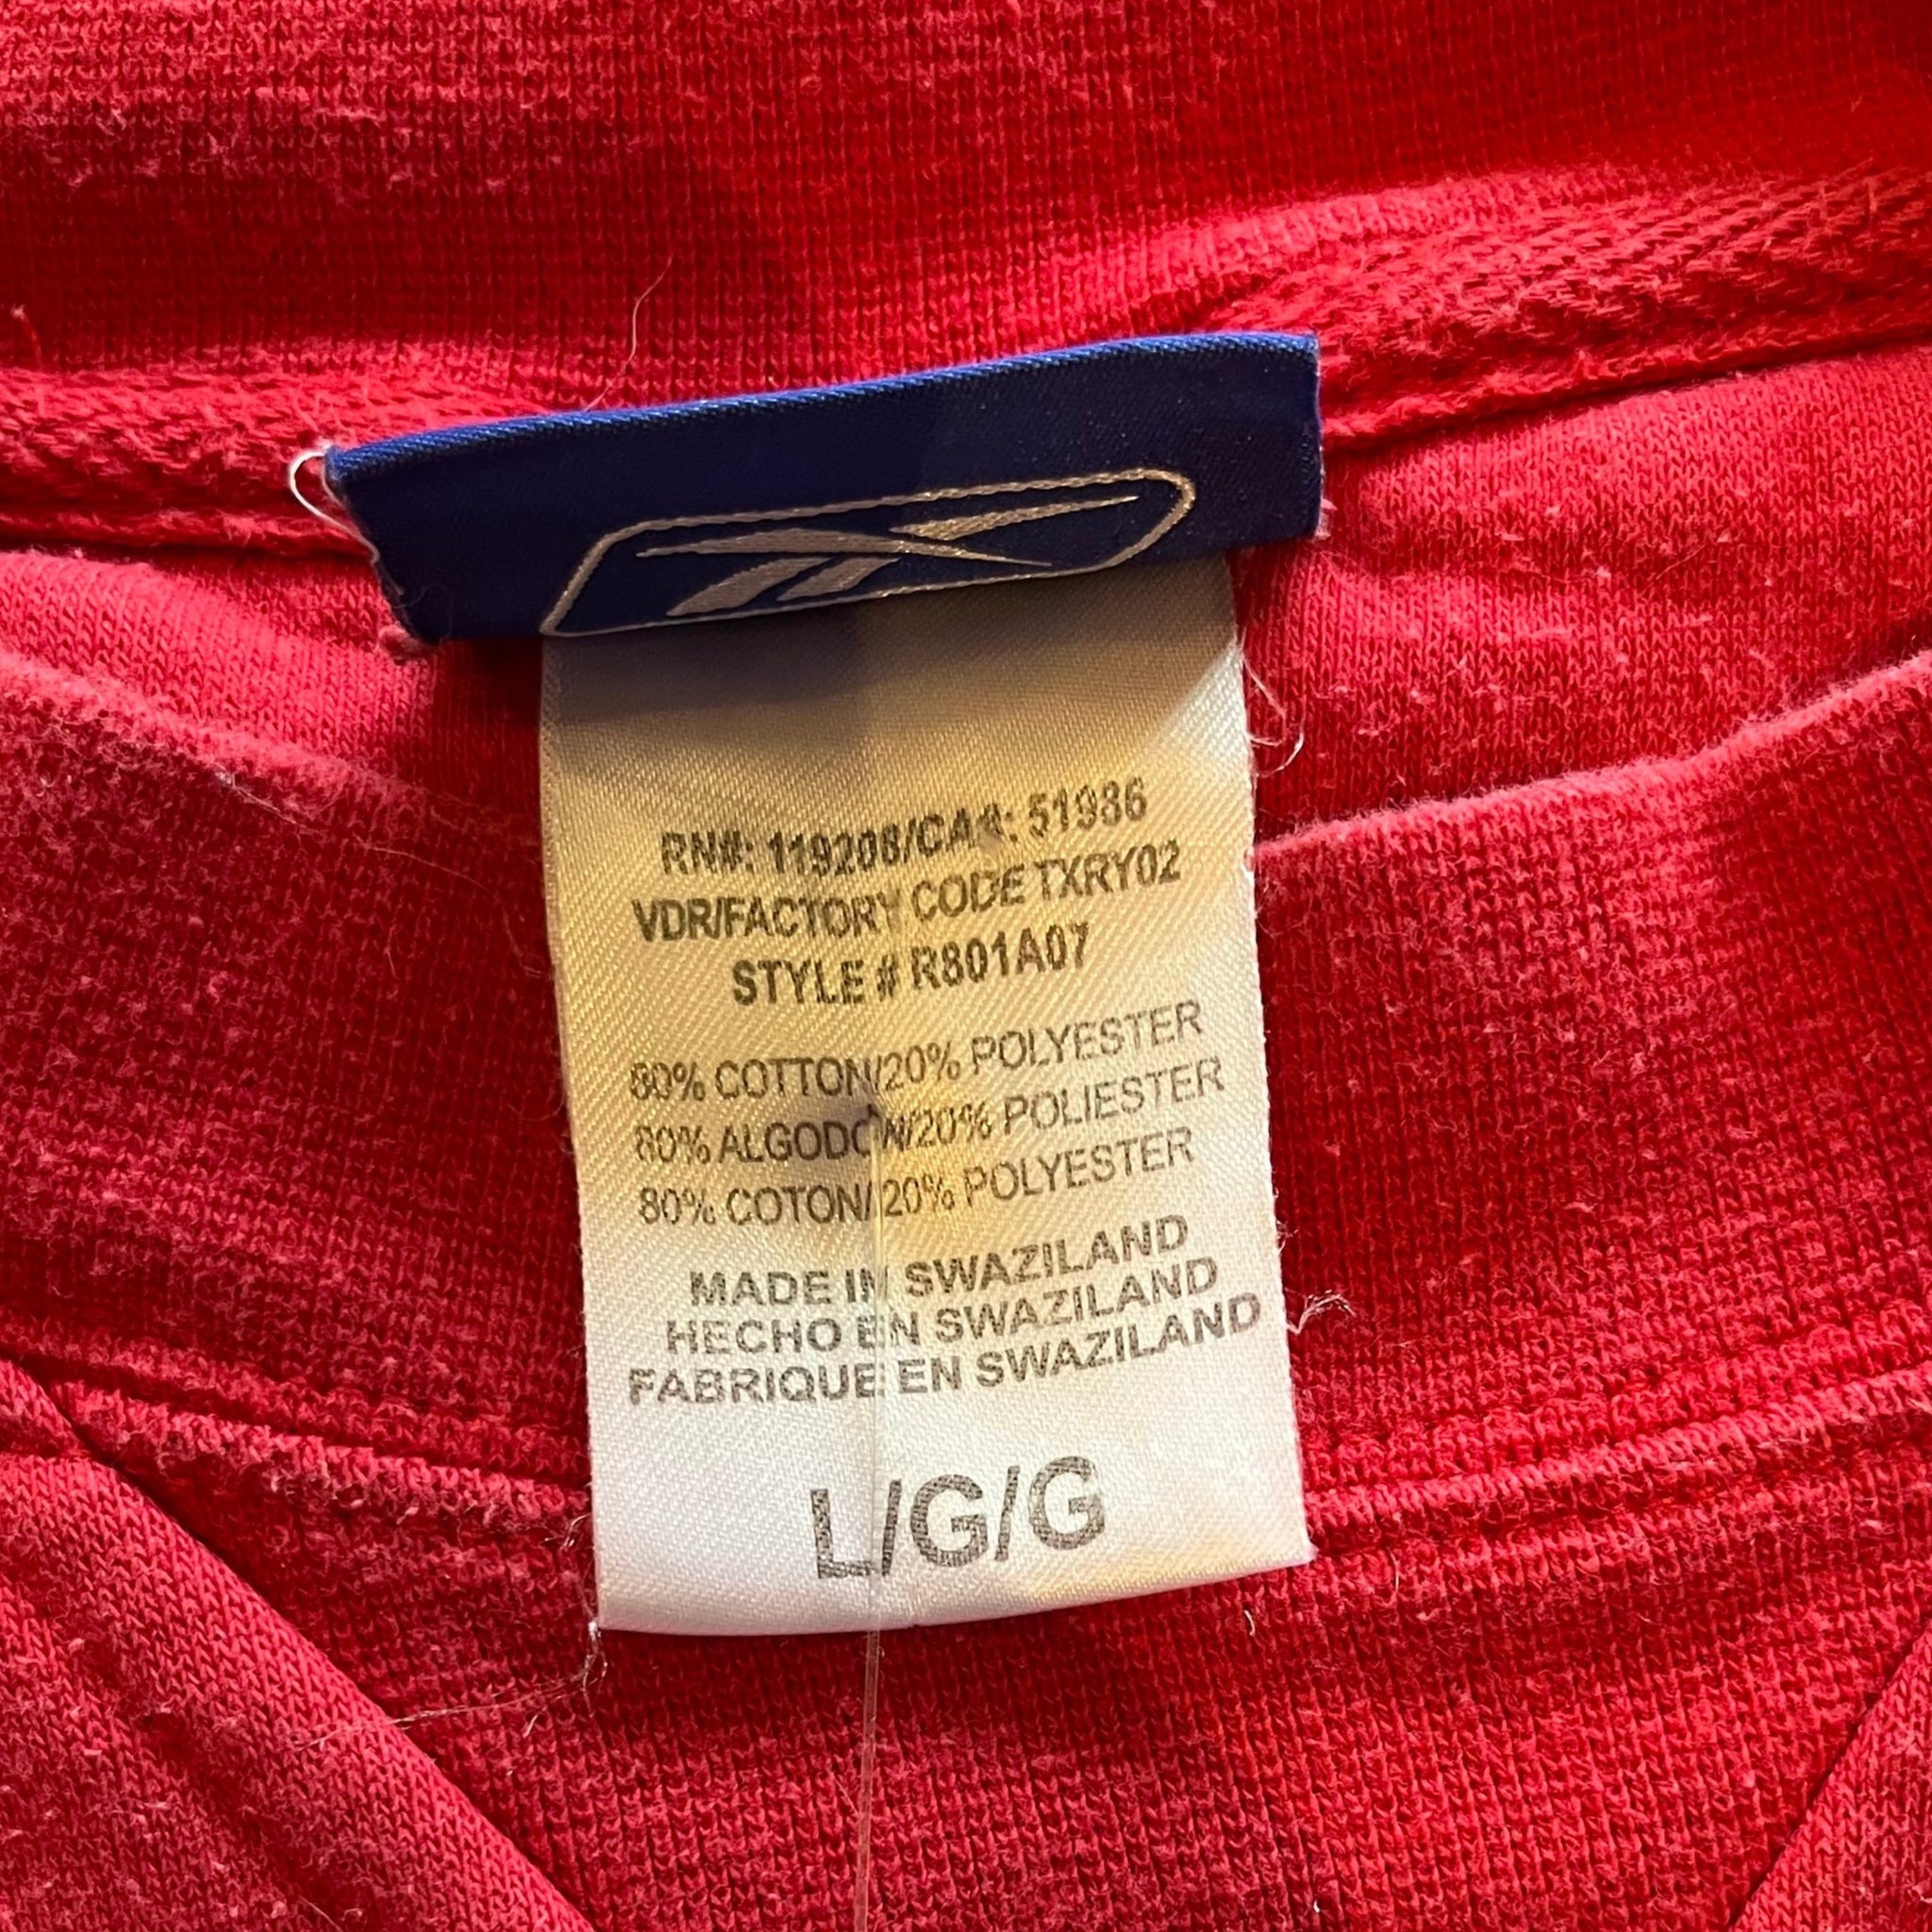 RN#: 119208/CA#: 51986
VDR/FACTORY CODE TXRY02
STYLE # R801A07
80% COTTON/20% POLYESTER
80% ALGODON/20% POLIESTER
80% COTON/20% POLYESTER
MADE IN SWAZILAND
HECHO EN SWAZILAND
FABRIQUE EN SWAZILAND
L/G/G